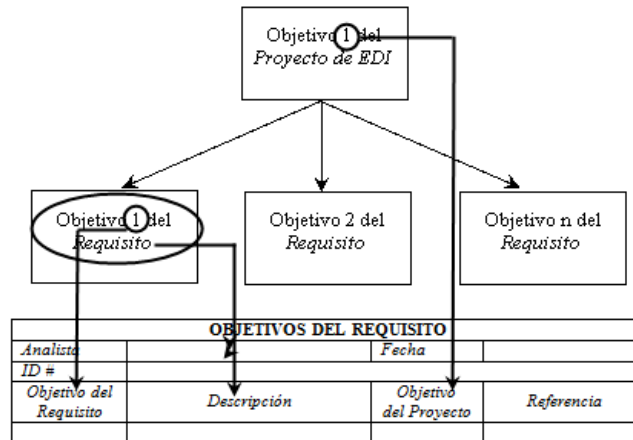 Objetivo 1 del
Proyecto de EDI
Objetivo 1 del
Requisito
Objetivo 2 del
Requisito
Objetivo n del
Requisito
OBJETIVOS DEL REQUISITO
Analista Fecha
ID #
Objetivo del
Requisito
Descripción
Objetivo
del Proyecto
Referencia